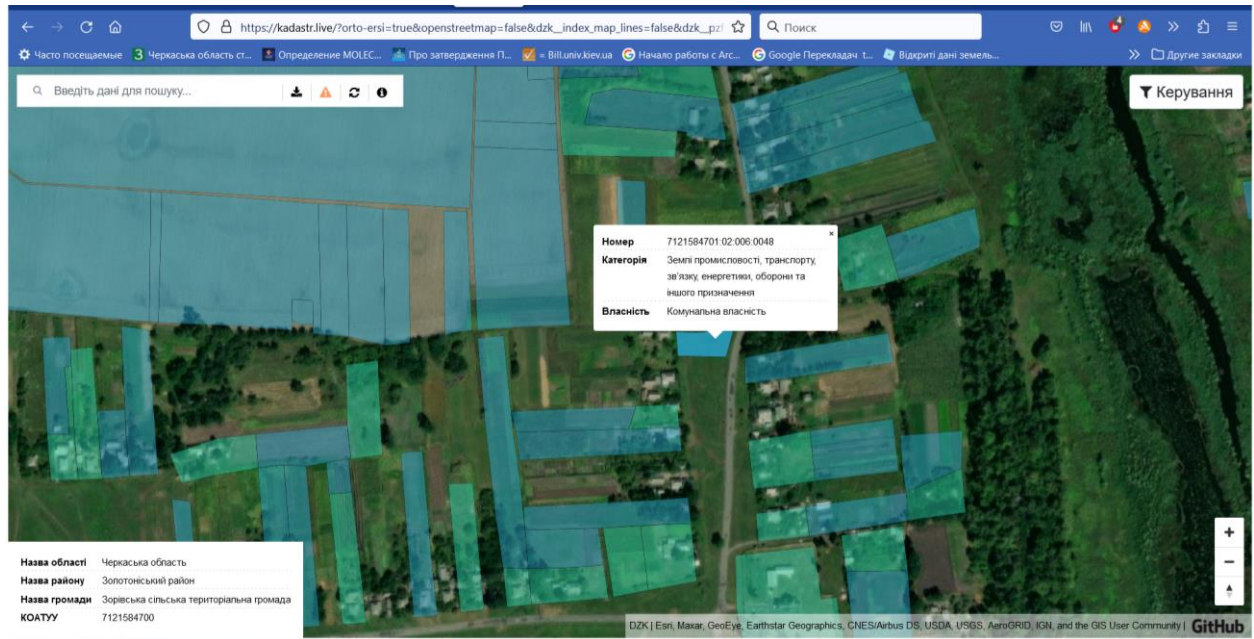 https://kadastr.live/?orto-ersi=true&openstreetmap=false&dzk__index_map_lines=false&dzk__pzf
Поиск
4
Часто посещаемые
Черкаська область ст...
Определение MOLEC...
Про затвердження П...
= Bill.univ.kiev.ua
Начало работы с Arc...
Google Перекладач t...
Відкриті дані земель...
Другие закладки
Введіть дані для пошуку...
Керування
Номер 7121584701:02:006:0048
Категорія Землі промисловості, транспорту,
зв'язку, енергетики, оборони та
іншого призначення
Власність Комунальна власність
Назва області Черкаська область
Назва району Золотоніський район
Назва громади Зорівська сільська територіальна громада
КОАТУУ 7121584700
DZK | Esri, Maxar, GeoEye, Earthstar Geographics, CNES/Airbus DS, USDA, USGS, AeroGRID, IGN, and the GIS User Community | GitHub